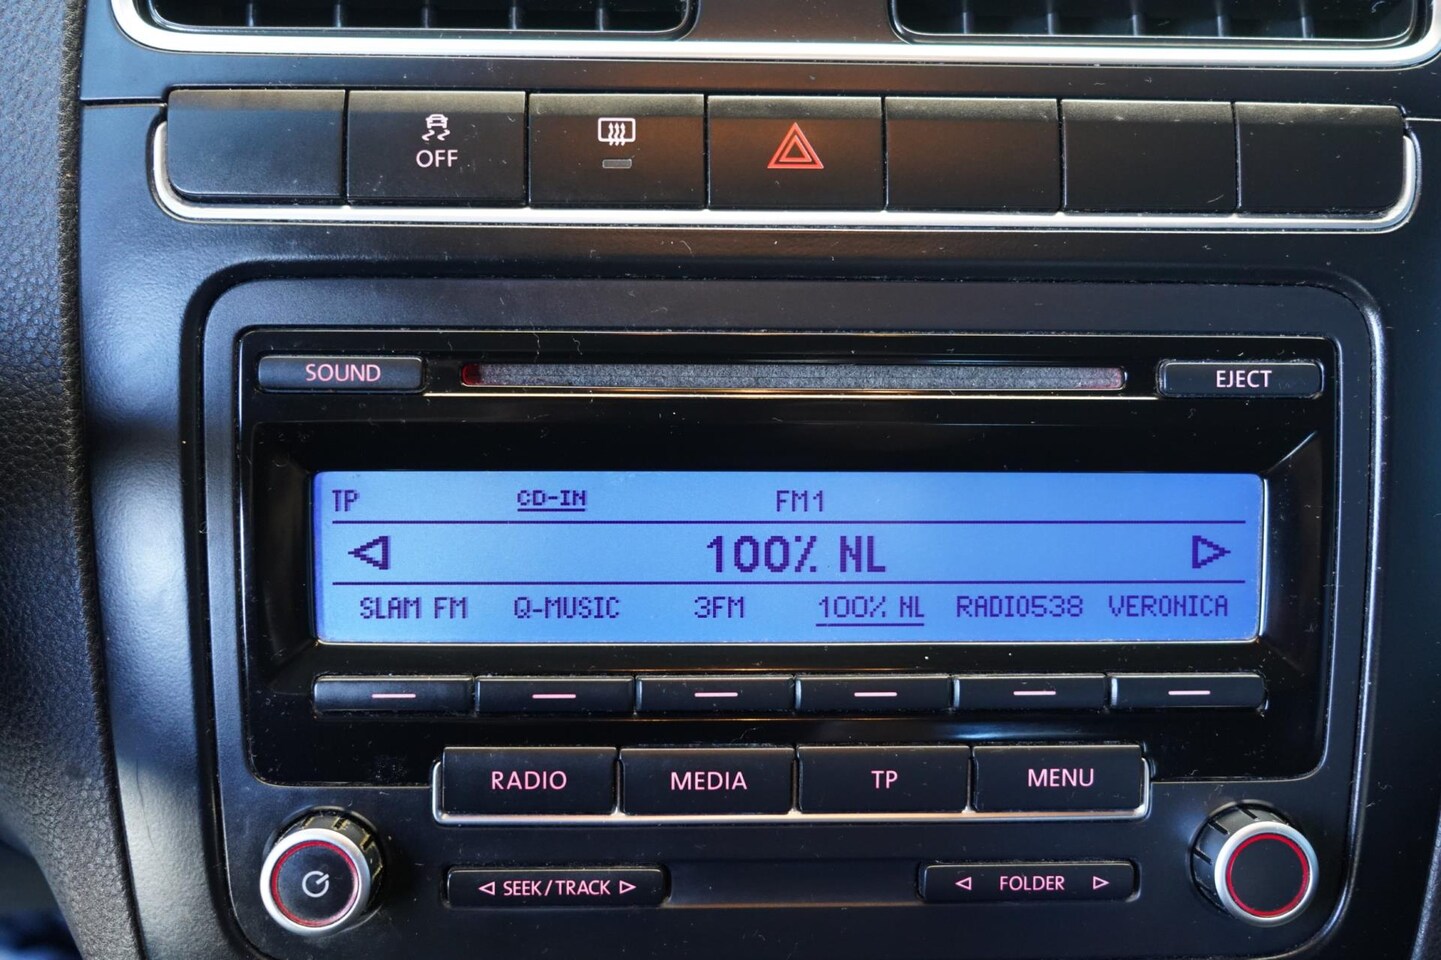 OFF
SOUND
EJECT
TP CD-IN FM1
100% NL
SLAM FM Q-MUSIC 3FM 100% NL RADIO538 VERONICA
RADIO MEDIA TP MENU
SEEK/TRACK FOLDER